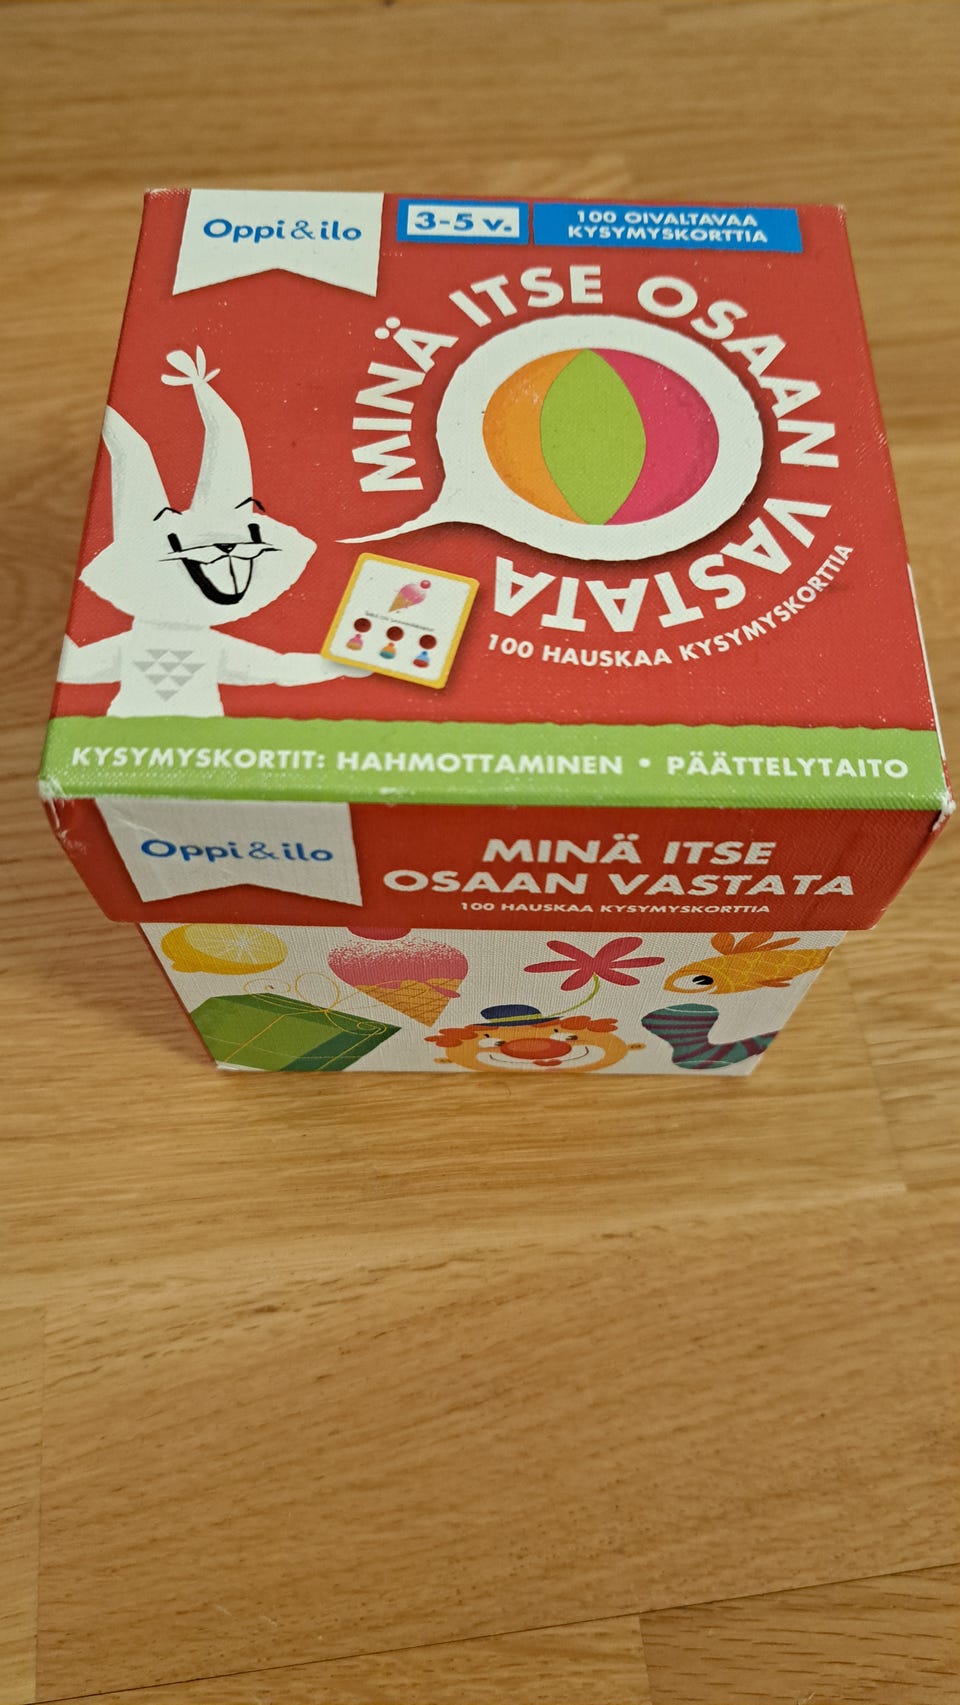 Oppi&ilo
3-5 v.
100 OIVALTAVAA
KYSYMYSKORTTIA
MINÄ ITSE OSAAN VASTATA
100 HAUSKAA KYSYMYSKORTTIA
KYSYMYSKORTIT: HAHMOTTAMINEN • PÄÄTTELYTAITO
Oppi&ilo
MINÄ ITSE
OSAAN VASTATA
100 HAUSKAA KYSYMYSKORTTIA